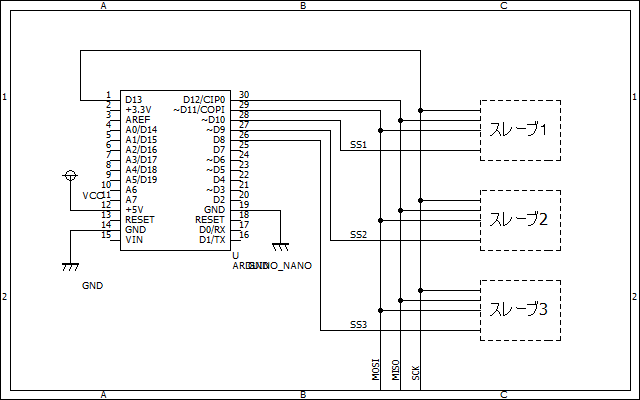 A B C
1 1
1 D13 D12/CIPO 30
2 +3.3V ~D11/COPI 29
3 AREF ~D10 28
4 A0/D14 ~D9 27
5 A1/D15 D8 26
6 A2/D16 D7 25
7 A3/D17 ~D6 24
8 A4/D18 ~D5 23
9 A5/D19 D4 22
10 A6 ~D3 21
11 A7 D2 20
12 +5V GND 19
13 RESET RESET 18
14 GND D0/RX 17
15 VIN D1/TX 16
VCC
GND
U
ARDUINO_NANO
GND
スレーブ1
SS1
スレーブ2
SS2
スレーブ3
SS3
MOSI
MISO
SCK
2 2
A B C